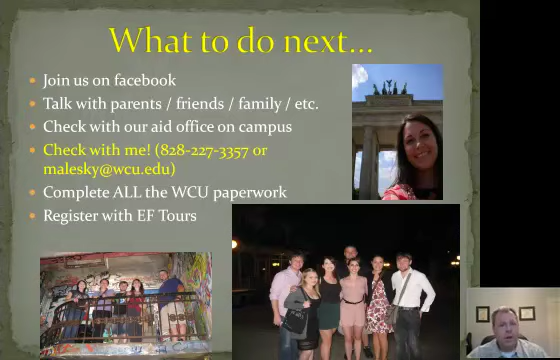 What to do next...
Join us on facebook
Talk with parents / friends / family / etc.
Check with our aid office on campus
Check with me! (828-227-3357 or
malesky@wcu.edu)
Complete ALL the WCU paperwork
Register with EF Tours